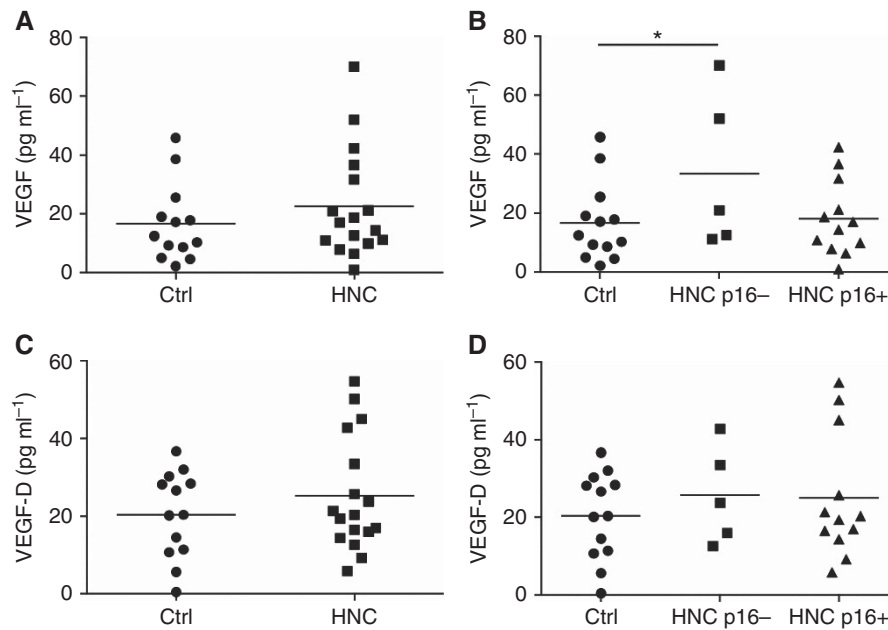 A
VEGF (pg ml⁻¹)
80
60
40
20
0
Ctrl
HNC
B
VEGF (pg ml⁻¹)
80
60
40
20
0
*
Ctrl
HNC p16–
HNC p16+
C
VEGF-D (pg ml⁻¹)
60
40
20
0
Ctrl
HNC
D
VEGF-D (pg ml⁻¹)
60
40
20
0
Ctrl
HNC p16–
HNC p16+